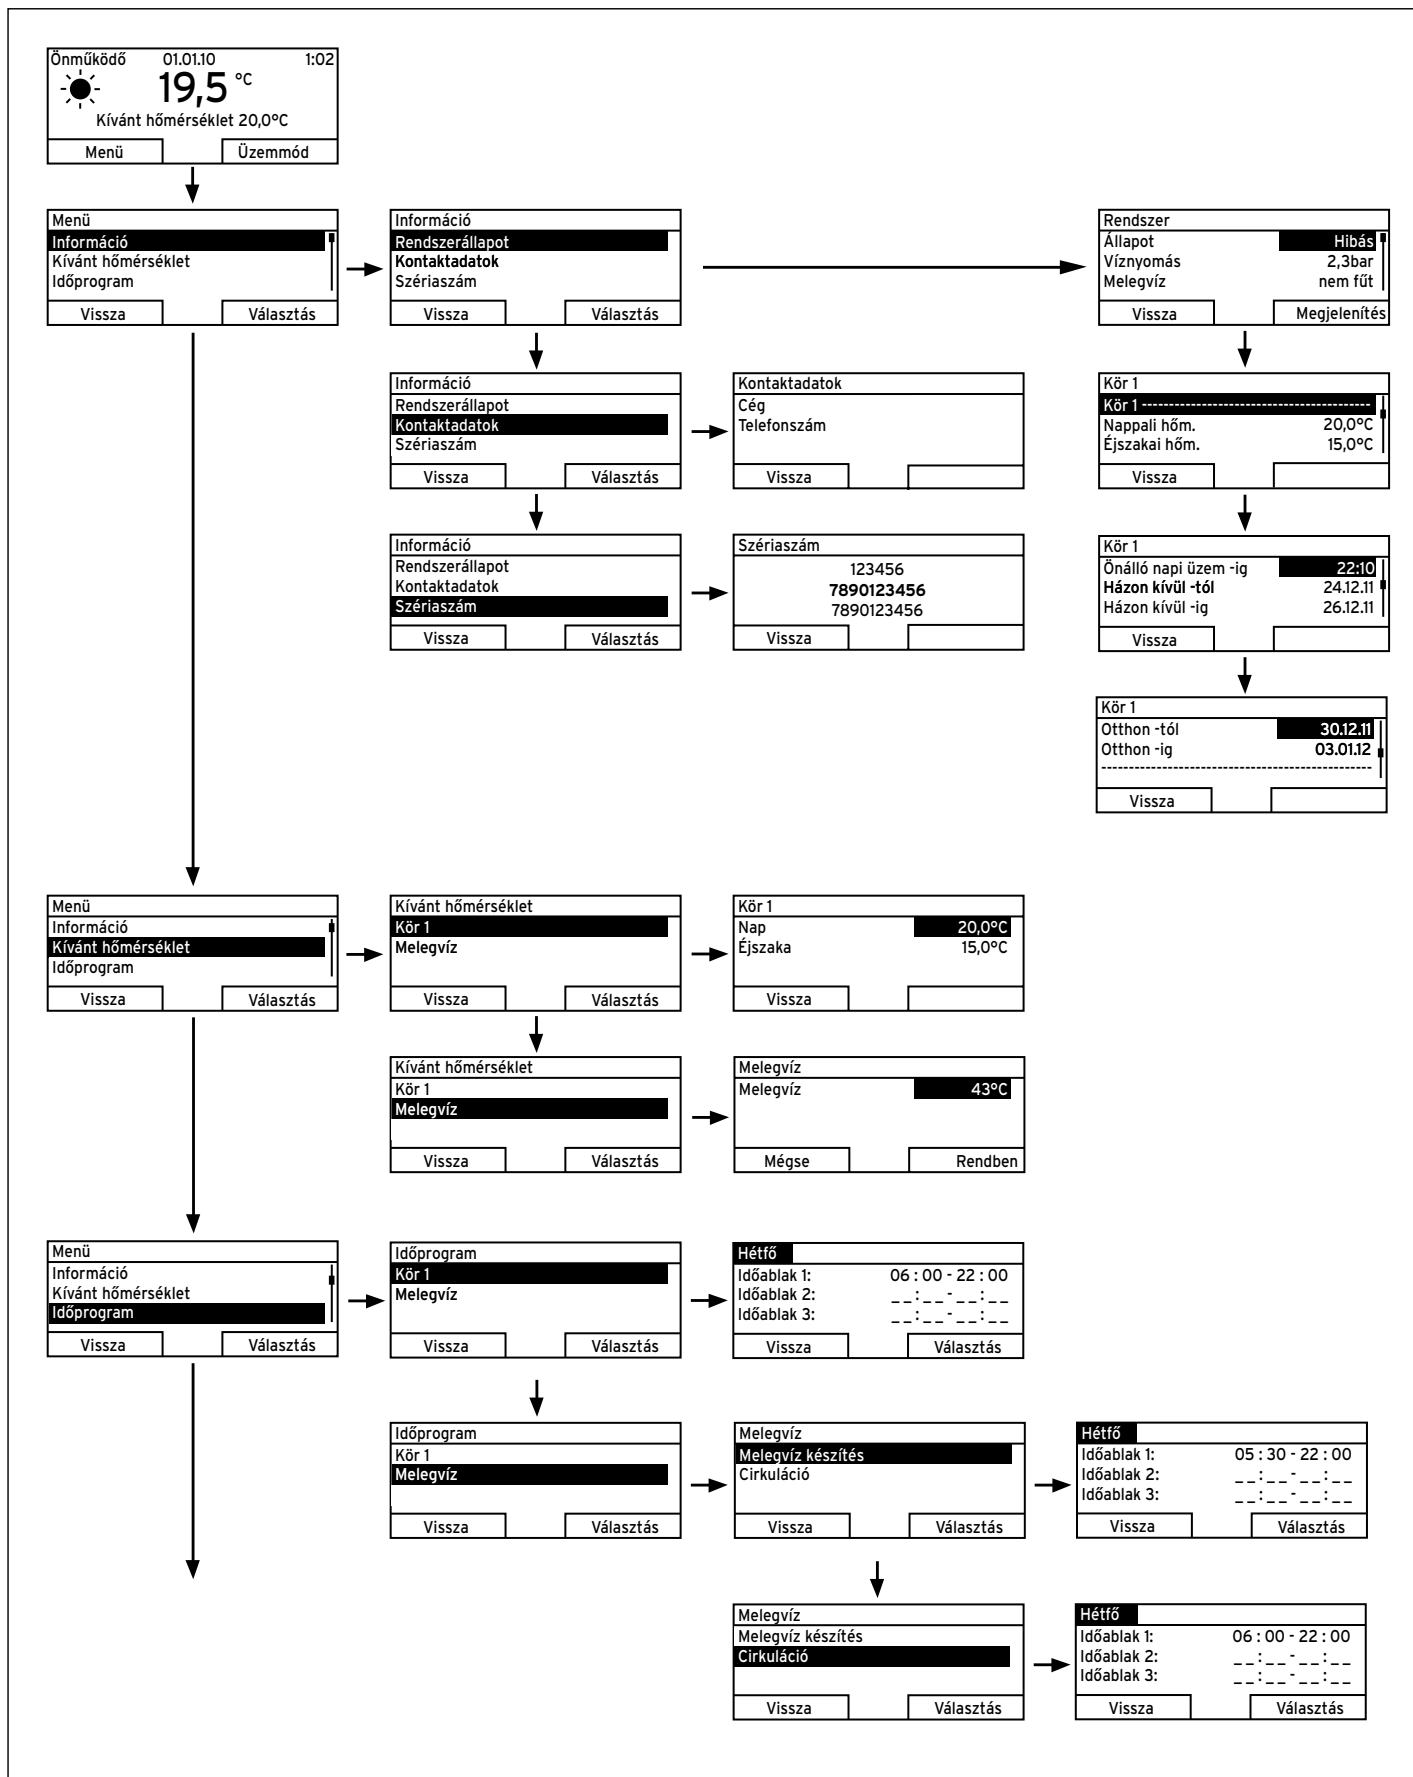 Önműködő 01.01.10 1:02
19,5 °C
Kívánt hőmérséklet 20,0°C
Menü Üzemmód
Menü
Információ
Kívánt hőmérséklet
Időprogram
Vissza Választás
Információ
Rendszerállapot
Kontaktadatok
Szériaszám
Vissza Választás
Rendszer
Állapot Hibás
Víznyomás 2,3bar
Melegvíz nem fűt
Vissza Megjelenítés
Információ
Rendszerállapot
Kontaktadatok
Szériaszám
Vissza Választás
Kontaktadatok
Cég
Telefonszám
Vissza
Kör 1
Kör 1 ----------------------------------------
Nappali hőm. 20,0°C
Éjszakai hőm. 15,0°C
Vissza
Információ
Rendszerállapot
Kontaktadatok
Szériaszám
Vissza Választás
Szériaszám
123456
7890123456
7890123456
Vissza
Kör 1
Önálló napi üzem -ig 22:10
Házon kívül -tól 24.12.11
Házon kívül -ig 26.12.11
Vissza
Kör 1
Otthon -tól 30.12.11
Otthon -ig 03.01.12
------------------------------------------------
Vissza
Menü
Információ
Kívánt hőmérséklet
Időprogram
Vissza Választás
Kívánt hőmérséklet
Kör 1
Melegvíz
Vissza Választás
Kör 1
Nap 20,0°C
Éjszaka 15,0°C
Vissza
Kívánt hőmérséklet
Kör 1
Melegvíz
Vissza Választás
Melegvíz
Melegvíz 43°C
Mégse Rendben
Menü
Információ
Kívánt hőmérséklet
Időprogram
Vissza Választás
Időprogram
Kör 1
Melegvíz
Vissza Választás
Hétfő
Időablak 1: 06 : 00 - 22 : 00
Időablak 2: _ _ : _ _ - _ _ : _ _
Időablak 3: _ _ : _ _ - _ _ : _ _
Vissza Választás
Időprogram
Kör 1
Melegvíz
Vissza Választás
Melegvíz
Melegvíz készítés
Cirkuláció
Vissza Választás
Hétfő
Időablak 1: 05 : 30 - 22 : 00
Időablak 2: _ _ : _ _ - _ _ : _ _
Időablak 3: _ _ : _ _ - _ _ : _ _
Vissza Választás
Melegvíz
Melegvíz készítés
Cirkuláció
Vissza Választás
Hétfő
Időablak 1: 06 : 00 - 22 : 00
Időablak 2: _ _ : _ _ - _ _ : _ _
Időablak 3: _ _ : _ _ - _ _ : _ _
Vissza Választás